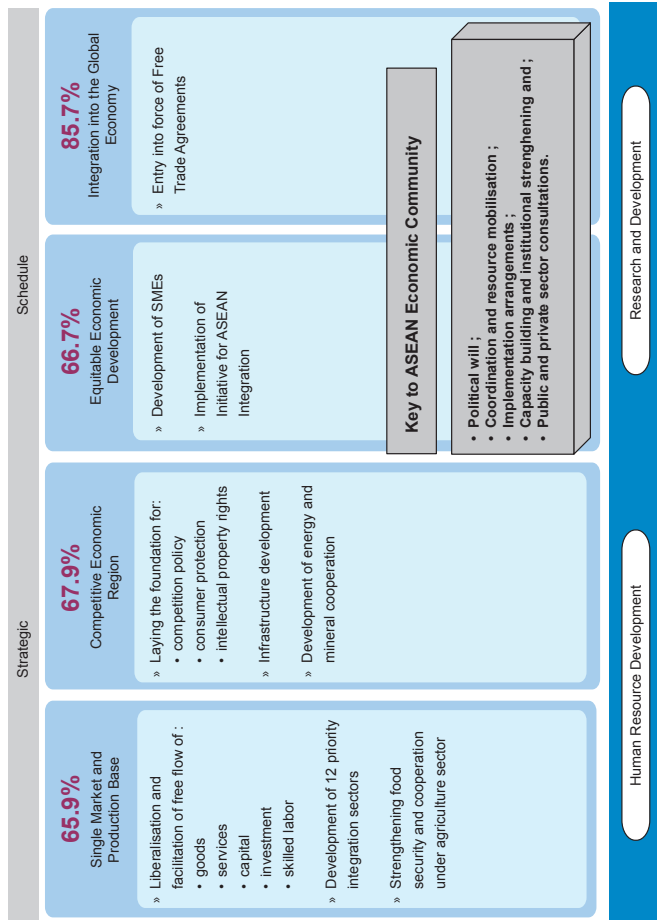 Strategic
Schedule
65.9%
Single Market and
Production Base
» Liberalisation and
facilitation of free flow of :
• goods
• services
• capital
• investment
• skilled labor
» Development of 12 priority
integration sectors
» Strengthening food
security and cooperation
under agriculture sector
67.9%
Competitive Economic
Region
» Laying the foundation for:
• competition policy
• consumer protection
• intellectual property rights
» Infrastructure development
» Development of energy and
mineral cooperation
66.7%
Equitable Economic
Development
» Development of SMEs
» Implementation of
Initiative for ASEAN
Integration
85.7%
Integration into the Global
Economy
» Entry into force of Free
Trade Agreements
Key to ASEAN Economic Community
• Political will ;
• Coordination and resource mobilisation ;
• Implementation arrangements ;
• Capacity building and institutional strenghening and ;
• Public and private sector consultations.
Human Resource Development
Research and Development